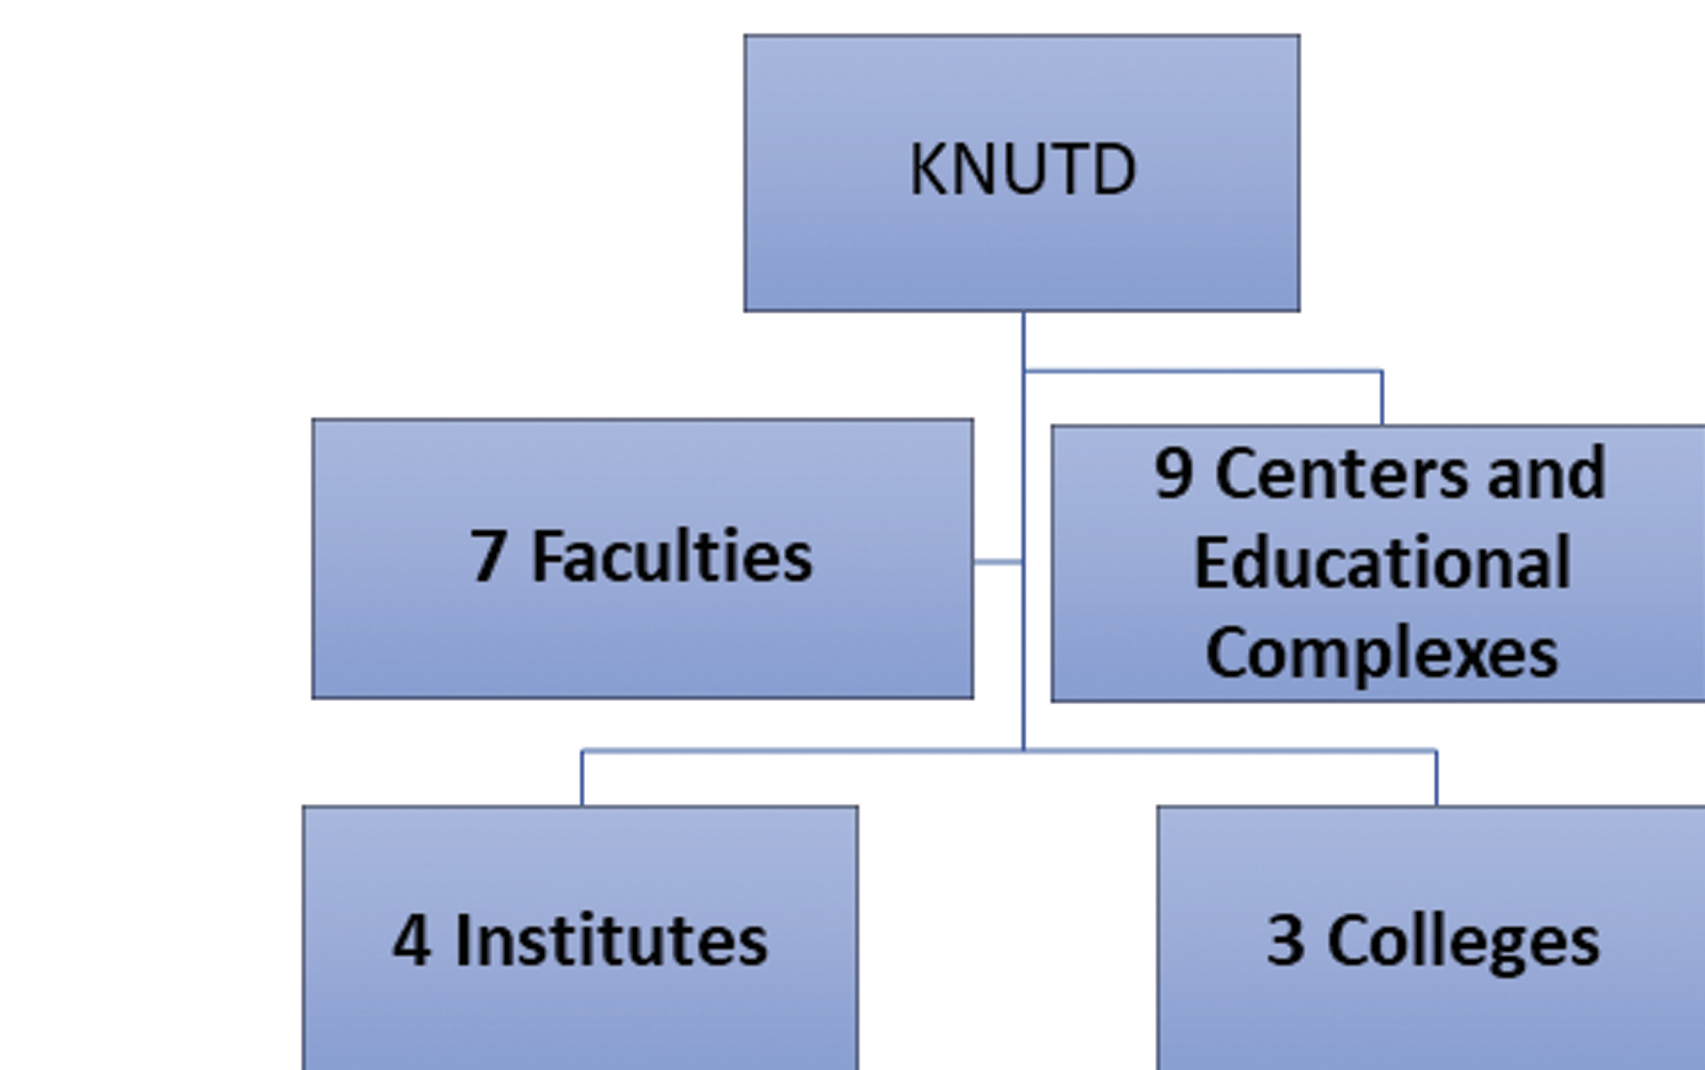 KNUTD
7 Faculties
9 Centers and
Educational
Complexes
4 Institutes
3 Colleges